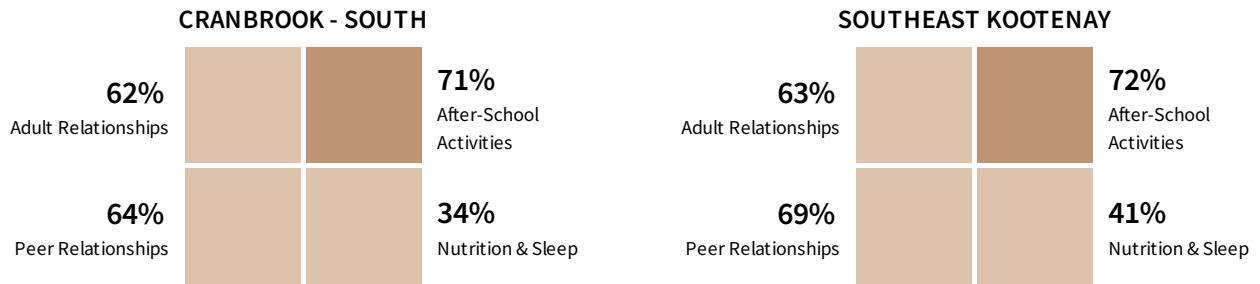 CRANBROOK - SOUTH
62%
Adult Relationships
71%
After-School
Activities
64%
Peer Relationships
34%
Nutrition & Sleep
SOUTHEAST KOOTENAY
63%
Adult Relationships
72%
After-School
Activities
69%
Peer Relationships
41%
Nutrition & Sleep